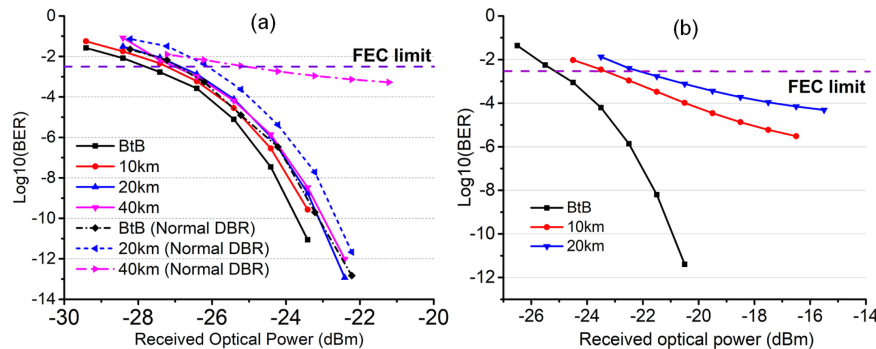 (a)
FEC limit
Log10(BER)
0
-2
-4
-6
-8
-10
-12
-14
BtB
10km
20km
40km
BtB (Normal DBR)
20km (Normal DBR)
40km (Normal DBR)
-30
-28
-26
-24
-22
-20
Received Optical Power (dBm)
(b)
FEC limit
Log10(BER)
0
-2
-4
-6
-8
-10
-12
BtB
10km
20km
-26
-24
-22
-20
-18
-16
-14
Received optical power (dBm)